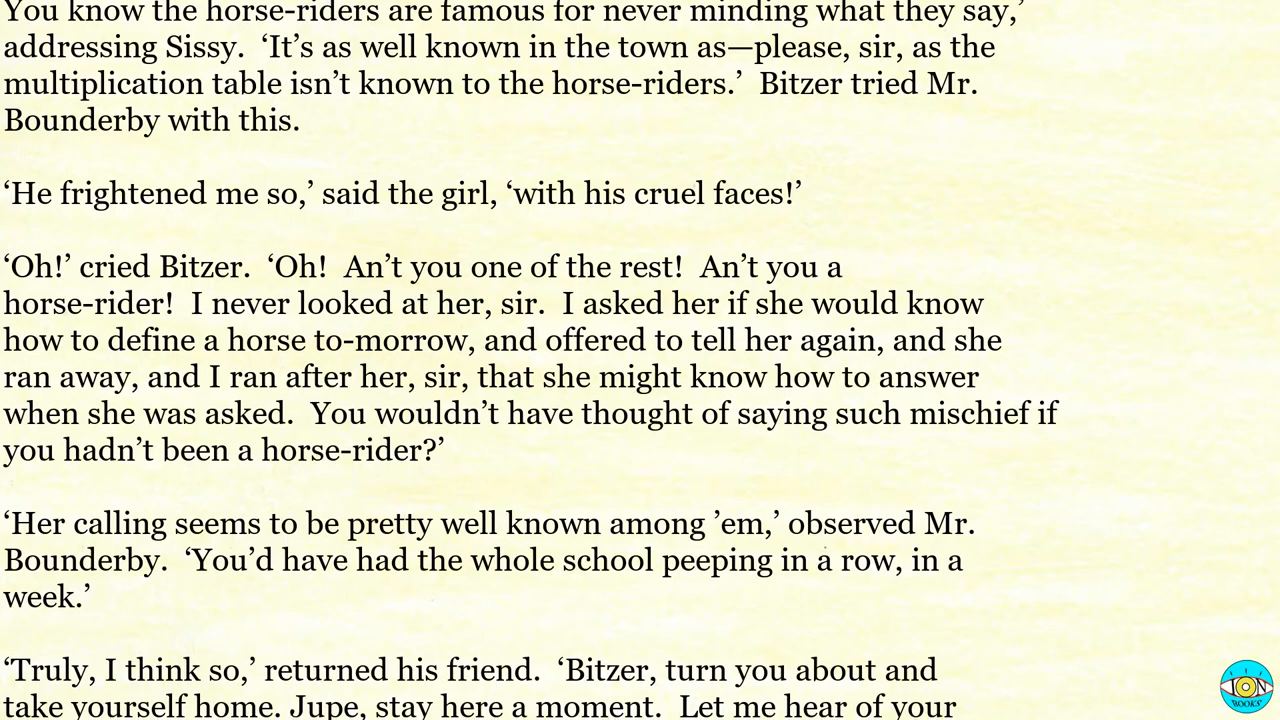 You know the horse-riders are famous for never minding what they say,’
addressing Sissy.  ‘It’s as well known in the town as—please, sir, as the
multiplication table isn’t known to the horse-riders.’  Bitzer tried Mr.
Bounderby with this.
‘He frightened me so,’ said the girl, ‘with his cruel faces!’
‘Oh!’ cried Bitzer.  ‘Oh!  An’t you one of the rest!  An’t you a
horse-rider!  I never looked at her, sir.  I asked her if she would know
how to define a horse to-morrow, and offered to tell her again, and she
ran away, and I ran after her, sir, that she might know how to answer
when she was asked.  You wouldn’t have thought of saying such mischief if
you hadn’t been a horse-rider?’
‘Her calling seems to be pretty well known among ’em,’ observed Mr.
Bounderby.  ‘You’d have had the whole school peeping in a row, in a
week.’
‘Truly, I think so,’ returned his friend.  ‘Bitzer, turn you about and
take yourself home. Jupe, stay here a moment.  Let me hear of your
ION
BOOKS